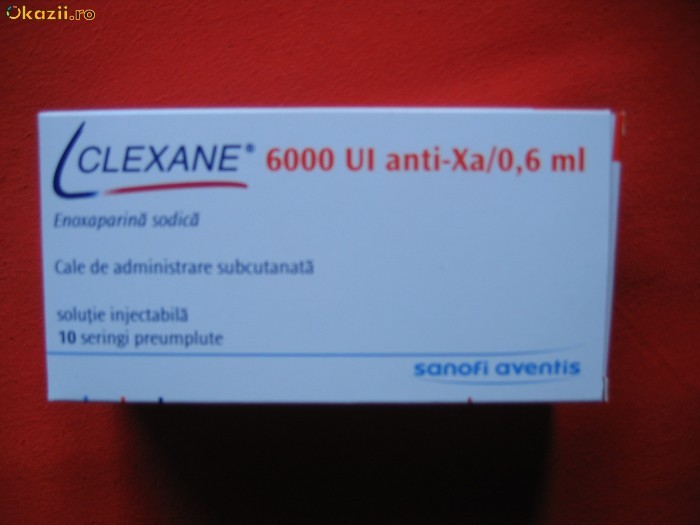 Okazii.ro
CLEXANE® 6000 UI anti-Xa/0,6 ml
Enoxaparină sodică
Cale de administrare subcutanată
soluţie injectabilă
10 seringi preumplute
sanofi aventis